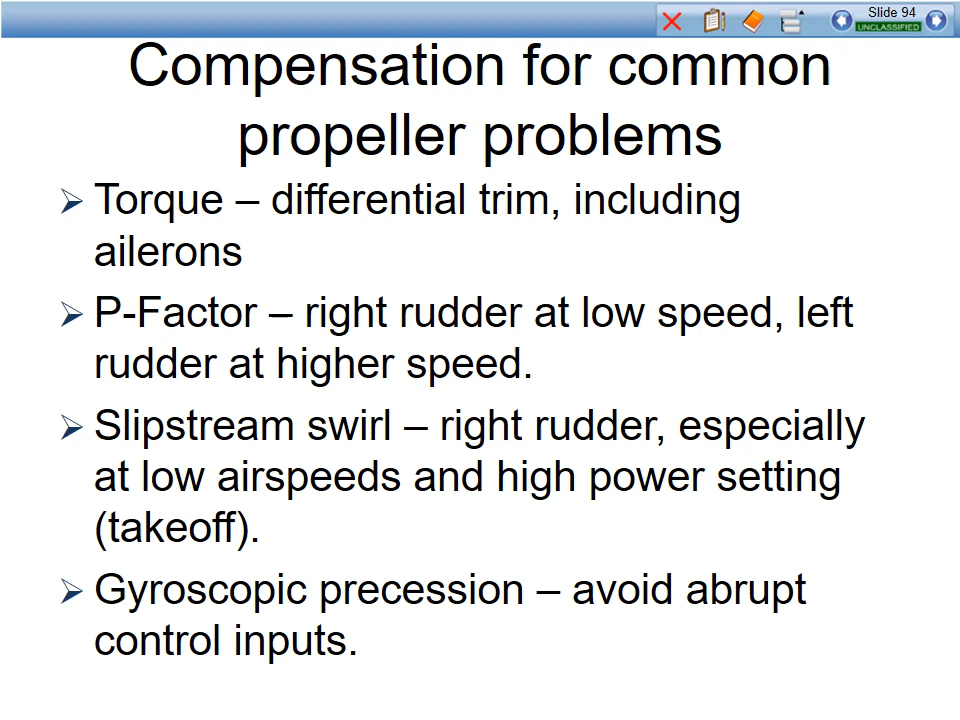 Slide 94
UNCLASSIFIED
Compensation for common
propeller problems
Torque – differential trim, including
ailerons
P-Factor – right rudder at low speed, left
rudder at higher speed.
Slipstream swirl – right rudder, especially
at low airspeeds and high power setting
(takeoff).
Gyroscopic precession – avoid abrupt
control inputs.